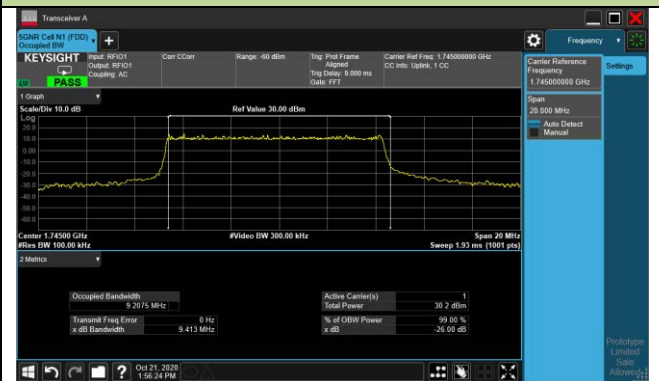 Transceiver A
5GNR Cell N1 (FDD)
Occupied BW
Frequency
KEYSIGHT
PASS
Input: RFIO1
Output: RFIO1
Coupling: AC
Corr CCorr
Range: -60 dBm
Trig: Prot Frame
Aligned
Trig Delay: 9.000 ms
Gate: FFT
Carrier Ref Freq: 1.745000000 GHz
CC Info: Uplink, 1 CC
Carrier Reference
Frequency
1.745000000 GHz
Settings
Span
20.000 MHz
Auto Detect
Manual
1 Graph
Scale/Div 10.0 dB
Ref Value 30.00 dBm
Log
20.0
10.0
0.00
-10.0
-20.0
-30.0
-40.0
-50.0
-60.0
Center 1.74500 GHz
#Video BW 300.00 kHz
Span 20 MHz
#Res BW 100.00 kHz
Sweep 1.93 ms (1001 pts)
2 Metrics
Occupied Bandwidth
9.2075 MHz
Active Carrier(s) 1
Total Power 30.2 dBm
Transmit Freq Error 0 Hz
x dB Bandwidth 9.413 MHz
% of OBW Power 99.00 %
x dB -26.00 dB
Prototype
Limited
Sale
Allowed
Oct 21, 2020
1:56:24 PM